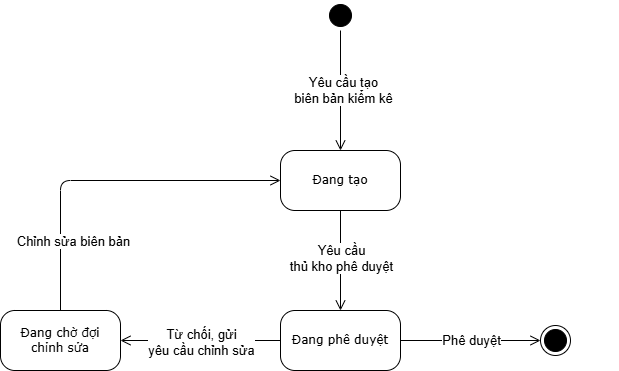 Yêu cầu tạo
biên bản kiểm kê
Đang tạo
Chỉnh sửa biên bản
Yêu cầu
thủ kho phê duyệt
Đang chờ đợi
chỉnh sửa
Từ chối, gửi
yêu cầu chỉnh sửa
Đang phê duyệt
Phê duyệt